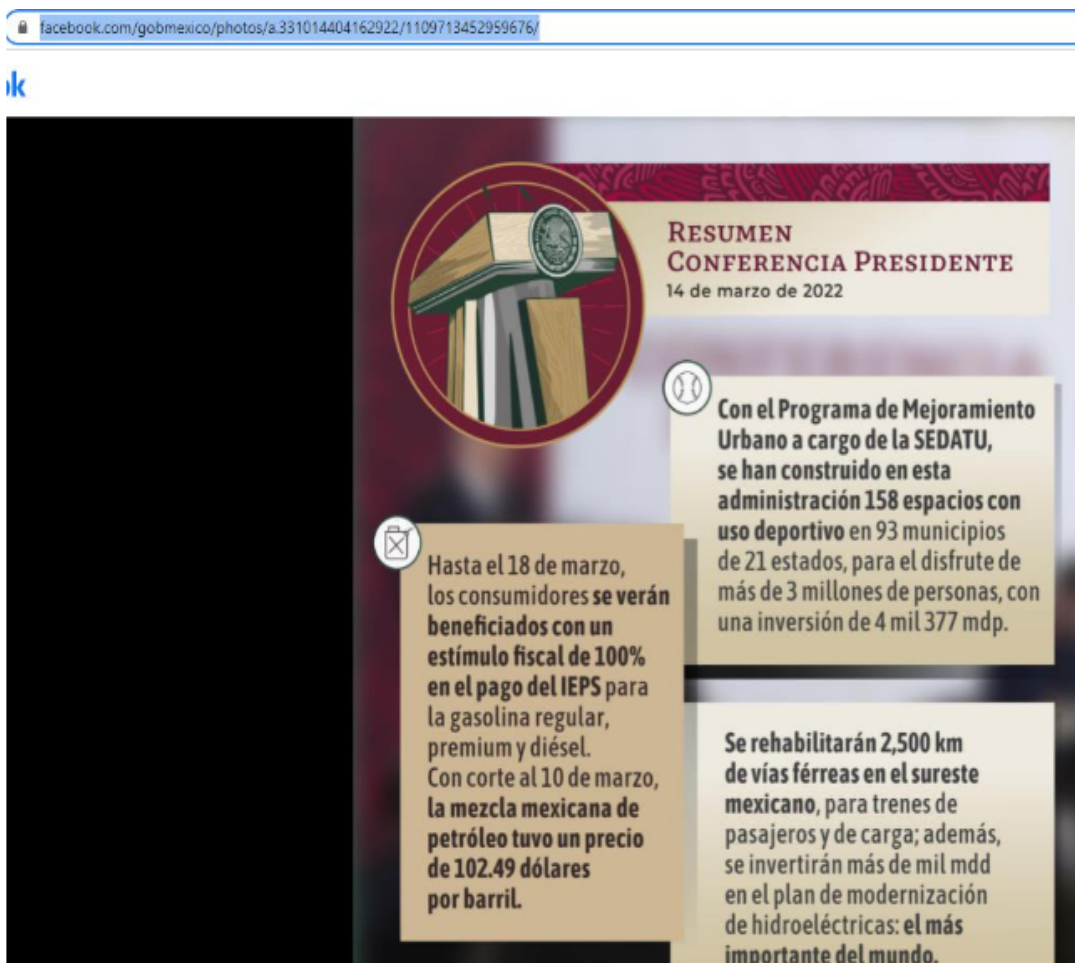 facebook.com/gobmexico/photos/a.331014404162922/1109713452959676/
ok
RESUMEN
CONFERENCIA PRESIDENTE
14 de marzo de 2022
Con el Programa de Mejoramiento
Urbano a cargo de la SEDATU,
se han construido en esta
administración 158 espacios con
uso deportivo en 93 municipios
de 21 estados, para el disfrute de
más de 3 millones de personas, con
una inversión de 4 mil 377 mdp.
Hasta el 18 de marzo,
los consumidores se verán
beneficiados con un
estímulo fiscal de 100%
en el pago del IEPS para
la gasolina regular,
premium y diésel.
Con corte al 10 de marzo,
la mezcla mexicana de
petróleo tuvo un precio
de 102.49 dólares
por barril.
Se rehabilitarán 2,500 km
de vías férreas en el sureste
mexicano, para trenes de
pasajeros y de carga; además,
se invertirán más de mil mdd
en el plan de modernización
de hidroeléctricas: el más
importante del mundo.